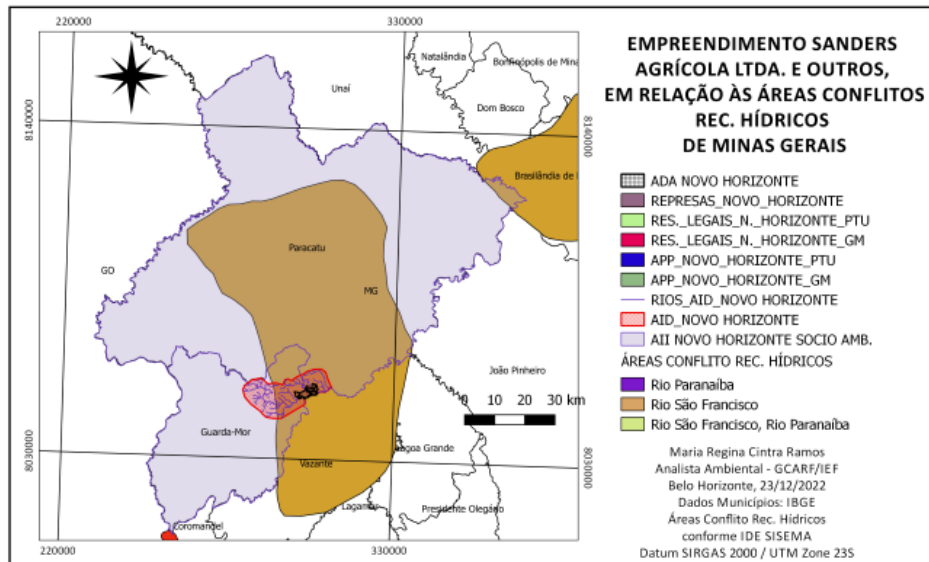 220000
330000
EMPREENDIMENTO SANDERS
AGRÍCOLA LTDA. E OUTROS,
EM RELAÇÃO ÀS ÁREAS CONFLITOS
REC. HÍDRICOS
DE MINAS GERAIS
Natalândia
Bonfinópolis de Mina
Unaí
Dom Bosco
8140000
8140000
Brasilândia de
ADA NOVO HORIZONTE
REPRESAS_NOVO_HORIZONTE
RES._LEGAIS_N._HORIZONTE_PTU
RES._LEGAIS_N._HORIZONTE_GM
APP_NOVO_HORIZONTE_PTU
APP_NOVO_HORIZONTE_GM
RIOS_AID_NOVO HORIZONTE
AID_NOVO HORIZONTE
AII NOVO HORIZONTE SOCIO AMB.
ÁREAS CONFLITO REC. HÍDRICOS
Rio Paranaíba
Rio São Francisco
Rio São Francisco, Rio Paranaíba
Paracatu
GO
MG
João Pinheiro
0 10 20 30 km
Guarda-Mor
Lagoa Grande
8030000
8030000
Vazante
Lagamar
Presidente Olegário
Coromandel
220000
330000
Maria Regina Cintra Ramos
Analista Ambiental - GCARF/IEF
Belo Horizonte, 23/12/2022
Dados Municípios: IBGE
Áreas Conflito Rec. Hídricos
conforme IDE SISEMA
Datum SIRGAS 2000 / UTM Zone 23S